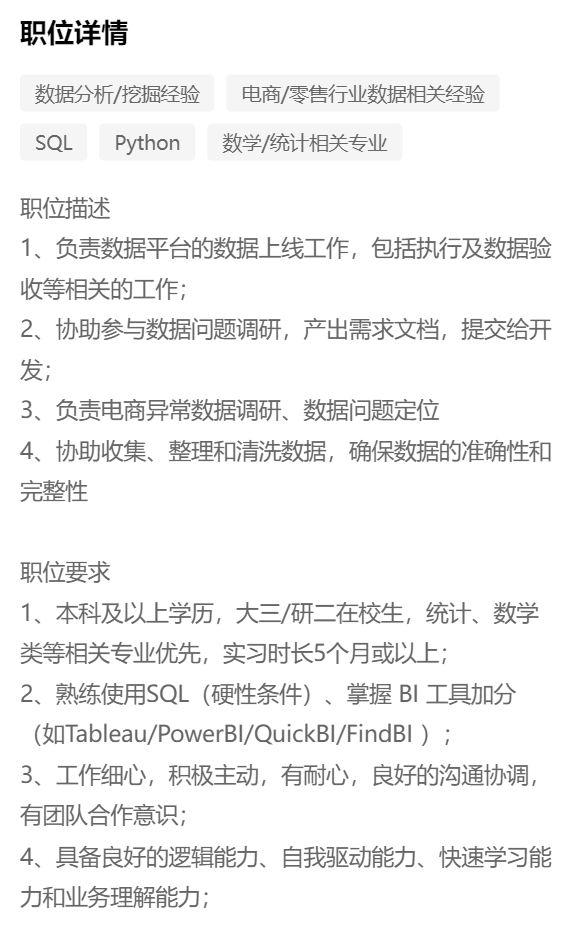 职位详情
数据分析/挖掘经验 电商/零售行业数据相关经验
SQL Python 数学/统计相关专业
职位描述
1、负责数据平台的数据上线工作，包括执行及数据验
收等相关的工作；
2、协助参与数据问题调研，产出需求文档，提交给开
发；
3、负责电商异常数据调研、数据问题定位
4、协助收集、整理和清洗数据，确保数据的准确性和
完整性
职位要求
1、本科及以上学历，大三/研二在校生，统计、数学
类等相关专业优先，实习时长5个月或以上；
2、熟练使用SQL（硬性条件）、掌握 BI 工具加分
（如Tableau/PowerBI/QuickBI/FindBI ）；
3、工作细心，积极主动，有耐心，良好的沟通协调，
有团队合作意识；
4、具备良好的逻辑能力、自我驱动能力、快速学习能
力和业务理解能力；